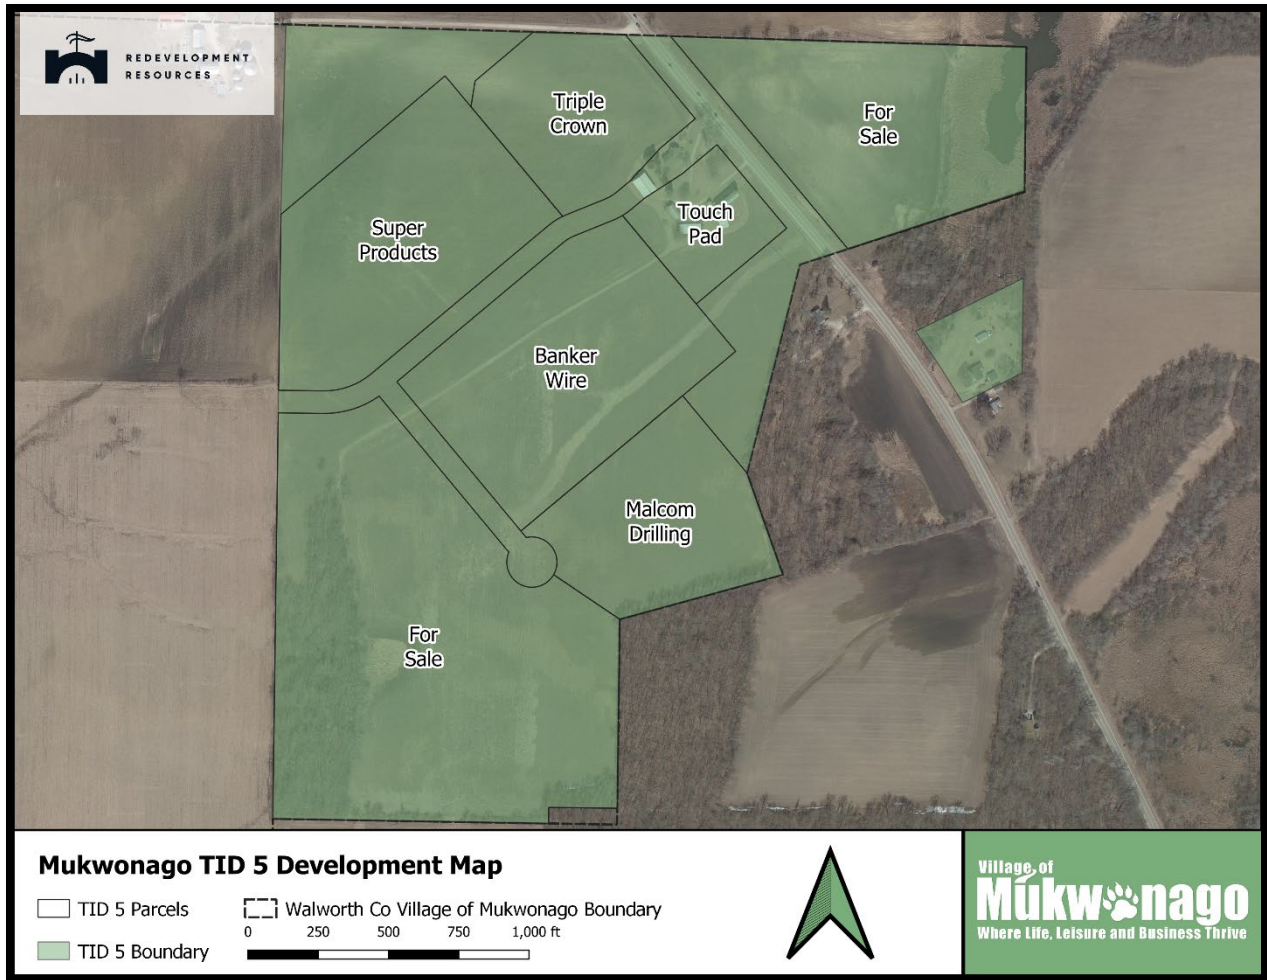 REDEVELOPMENT
RESOURCES
Triple
Crown
For
Sale
Touch
Pad
Super
Products
Banker
Wire
Malcom
Drilling
For
Sale
Mukwonago TID 5 Development Map
TID 5 Parcels
Walworth Co Village of Mukwonago Boundary
TID 5 Boundary
0 250 500 750 1,000 ft
Village of
Mukwonago
Where Life, Leisure and Business Thrive